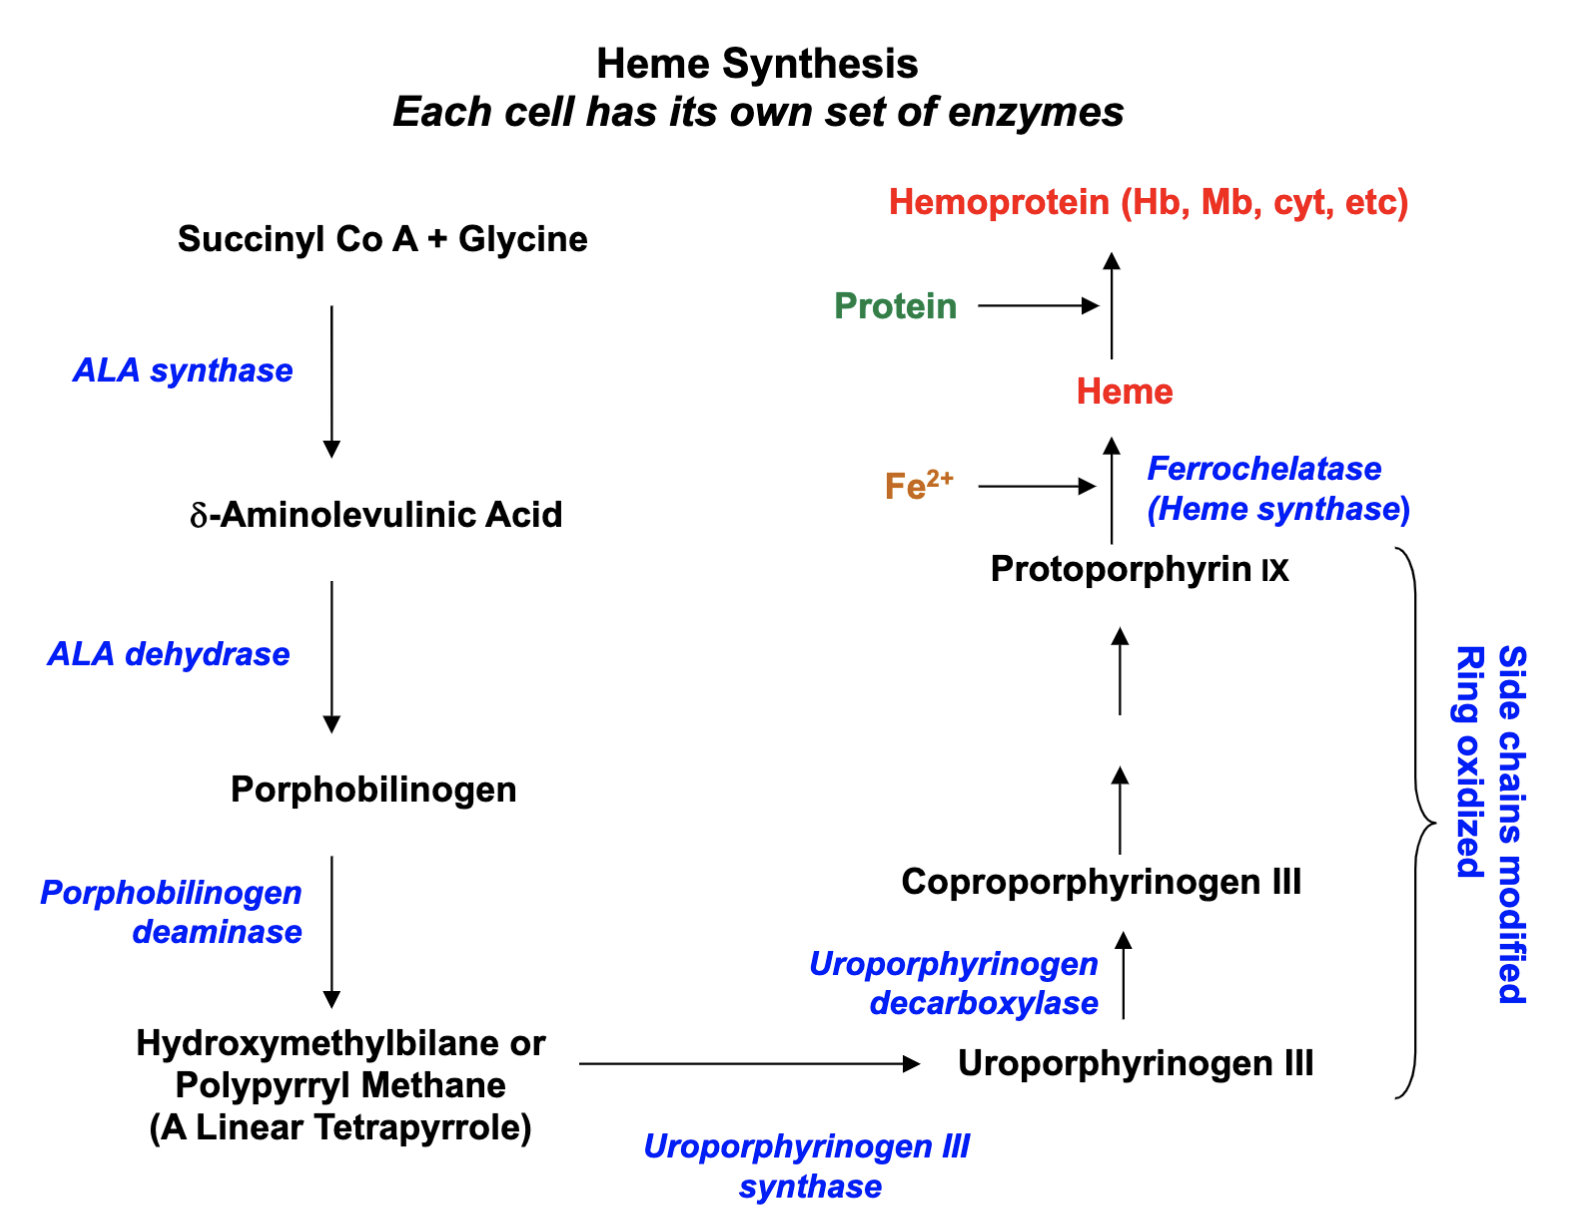 Heme Synthesis
Each cell has its own set of enzymes
Succinyl Co A + Glycine
ALA synthase
δ-Aminolevulinic Acid
ALA dehydrase
Porphobilinogen
Porphobilinogen
deaminase
Hydroxymethylbilane or
Polypyrryl Methane
(A Linear Tetrapyrrole)
Uroporphyrinogen III
synthase
Uroporphyrinogen III
Uroporphyrinogen
decarboxylase
Coproporphyrinogen III
Protoporphyrin IX
Side chains modified
Ring oxidized
Fe²⁺
Ferrochelatase
(Heme synthase)
Heme
Protein
Hemoprotein (Hb, Mb, cyt, etc)